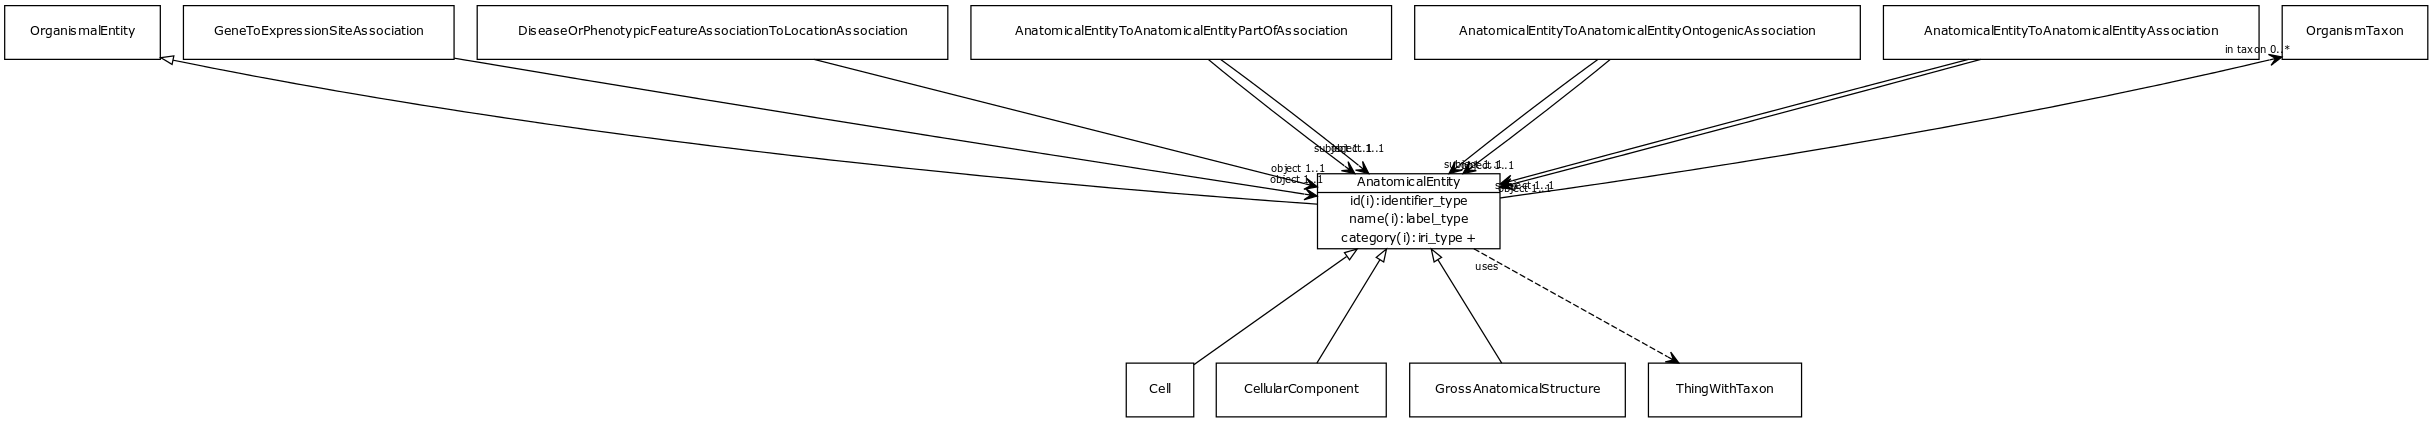 OrganismalEntity
GeneToExpressionSiteAssociation
DiseaseOrPhenotypicFeatureAssociationToLocationAssociation
AnatomicalEntityToAnatomicalEntityPartOfAssociation
AnatomicalEntityToAnatomicalEntityOntogenicAssociation
AnatomicalEntityToAnatomicalEntityAssociation
OrganismTaxon
in taxon 0..*
subject 1..1
object 1..1
subject 1..1
object 1..1
object 1..1
object 1..1
subject 1..1
object 1..1
AnatomicalEntity
id(i):identifier_type
name(i):label_type
category(i):iri_type +
uses
Cell
CellularComponent
GrossAnatomicalStructure
ThingWithTaxon